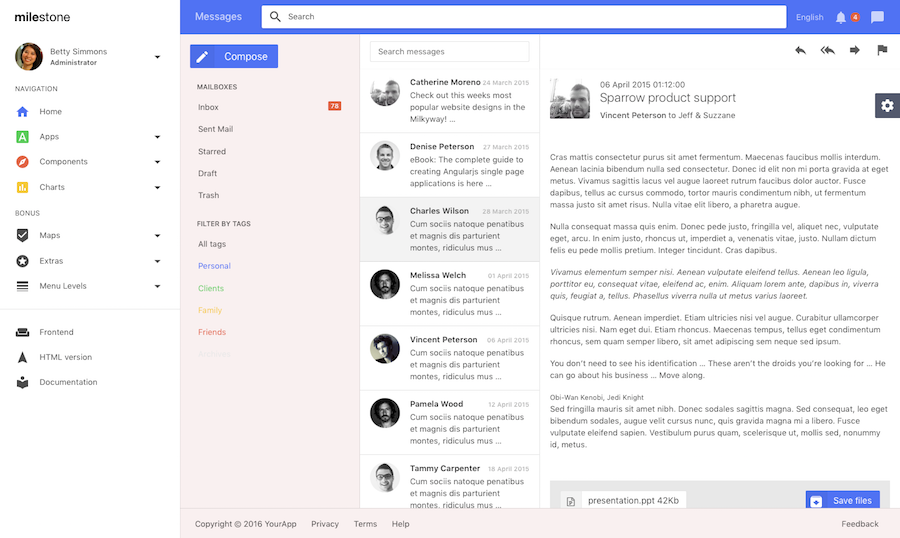 milestone
Betty Simmons
Administrator
NAVIGATION
Home
Apps
Components
Charts
BONUS
Maps
Extras
Menu Levels
Frontend
HTML version
Documentation
Messages
Search
English
4
Compose
MAILBOXES
Inbox 78
Sent Mail
Starred
Draft
Trash
FILTER BY TAGS
All tags
Personal
Clients
Family
Friends
Search messages
Catherine Moreno 24 March 2015
Check out this weeks most
popular website designs in the
Milkyway! ...
Denise Peterson 27 March 2015
eBook: The complete guide to
creating Angularjs single page
applications is here ...
Charles Wilson 28 March 2015
Cum sociis natoque penatibus
et magnis dis parturient
montes, ridiculus mus ...
Melissa Welch 01 April 2015
Cum sociis natoque penatibus
et magnis dis parturient
montes, ridiculus mus ...
Vincent Peterson 06 April 2015
Cum sociis natoque penatibus
et magnis dis parturient
montes, ridiculus mus ...
Pamela Wood 12 April 2015
Cum sociis natoque penatibus
et magnis dis parturient
montes, ridiculus mus ...
Tammy Carpenter 18 April 2015
Cum sociis natoque penatibus
et magnis dis parturient
montes, ridiculus mus ...
06 April 2015 01:12:00
Sparrow product support
Vincent Peterson to Jeff & Suzzane
Cras mattis consectetur purus sit amet fermentum. Maecenas faucibus mollis interdum.
Aenean lacinia bibendum nulla sed consectetur. Donec id elit non mi porta gravida at eget
metus. Vivamus sagittis lacus vel augue laoreet rutrum faucibus dolor auctor. Fusce
dapibus, tellus ac cursus commodo, tortor mauris condimentum nibh, ut fermentum
massa justo sit amet risus. Nulla vitae elit libero, a pharetra augue.
Nulla consequat massa quis enim. Donec pede justo, fringilla vel, aliquet nec, vulputate
eget, arcu. In enim justo, rhoncus ut, imperdiet a, venenatis vitae, justo. Nullam dictum
felis eu pede mollis pretium. Integer tincidunt. Cras dapibus.
Vivamus elementum semper nisi. Aenean vulputate eleifend tellus. Aenean leo ligula,
porttitor eu, consequat vitae, eleifend ac, enim. Aliquam lorem ante, dapibus in, viverra
quis, feugiat a, tellus. Phasellus viverra nulla ut metus varius laoreet.
Quisque rutrum. Aenean imperdiet. Etiam ultricies nisi vel augue. Curabitur ullamcorper
ultricies nisi. Nam eget dui. Etiam rhoncus. Maecenas tempus, tellus eget condimentum
rhoncus, sem quam semper libero, sit amet adipiscing sem neque sed ipsum.
You don't need to see his identification ... These aren't the droids you're looking for ... He
can go about his business ... Move along.
Obi-Wan Kenobi, Jedi Knight
Sed fringilla mauris sit amet nibh. Donec sodales sagittis magna. Sed consequat, leo eget
bibendum sodales, augue velit cursus nunc, quis gravida magna mi a libero. Fusce
vulputate eleifend sapien. Vestibulum purus quam, scelerisque ut, mollis sed, nonummy
id, metus.
presentation.ppt 42Kb
Save files
Copyright © 2016 YourApp Privacy Terms Help Feedback